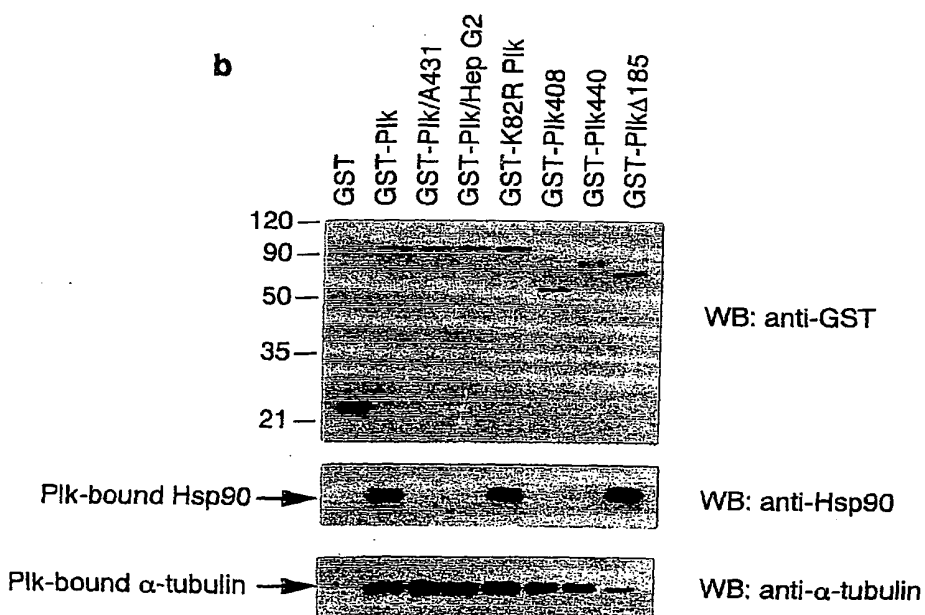 b
GST
GST-Plk
GST-Plk/A431
GST-Plk/Hep G2
GST-K82R Plk
GST-Plk408
GST-Plk440
GST-PlkΔ185
120
90
50
35
21
WB: anti-GST
Plk-bound Hsp90
WB: anti-Hsp90
Plk-bound α-tubulin
WB: anti-α-tubulin